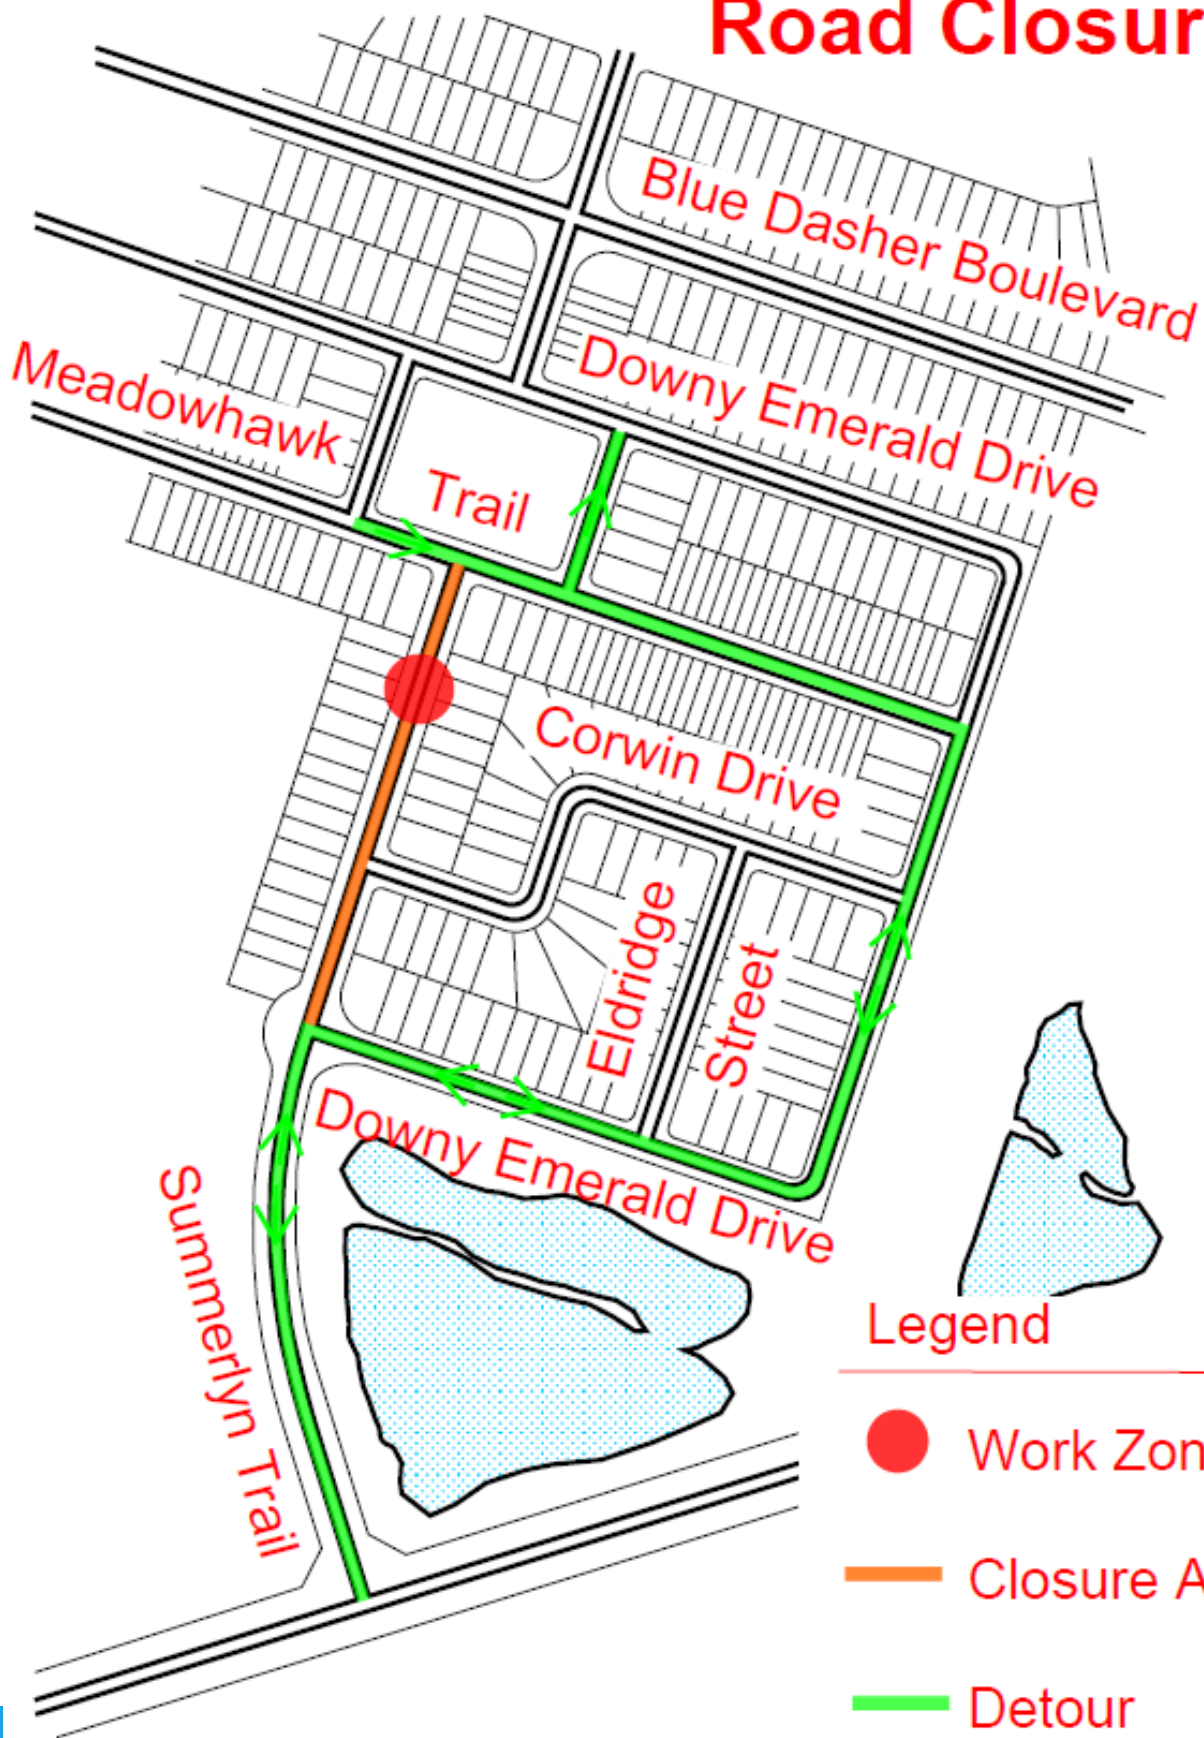 Road Closur
Blue Dasher Boulevard
Downy Emerald Drive
Meadowhawk
Trail
Corwin Drive
Eldridge
Street
Downy Emerald Drive
Summerlyn Trail
Legend
Work Zon
Closure A
Detour